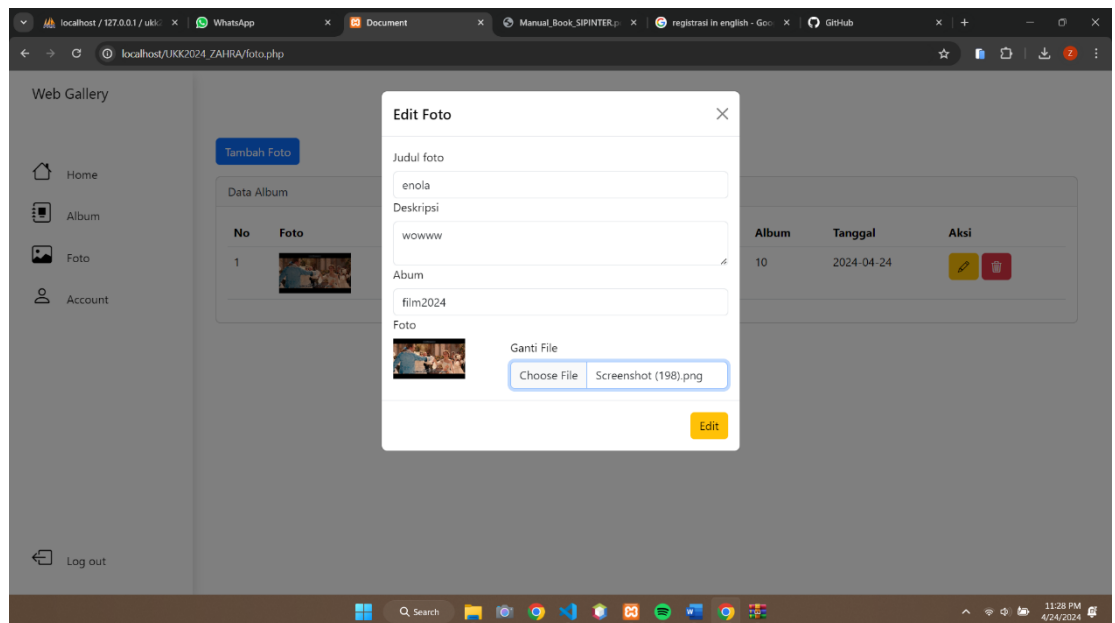 localhost / 127.0.0.1 / ukk2
WhatsApp
Document
Manual_Book_SIPINTER.p
registrasi in english - Goo
GitHub
localhost/UKK2024_ZAHRA/foto.php
Z
Web Gallery
Home
Album
Foto
Account
Log out
Tambah Foto
Data Album
No Foto Album Tanggal Aksi
1 10 2024-04-24
Edit Foto
Judul foto
enola
Deskripsi
wowww
Abum
film2024
Foto
Ganti File
Choose File Screenshot (198).png
Edit
Search
11:28 PM
4/24/2024